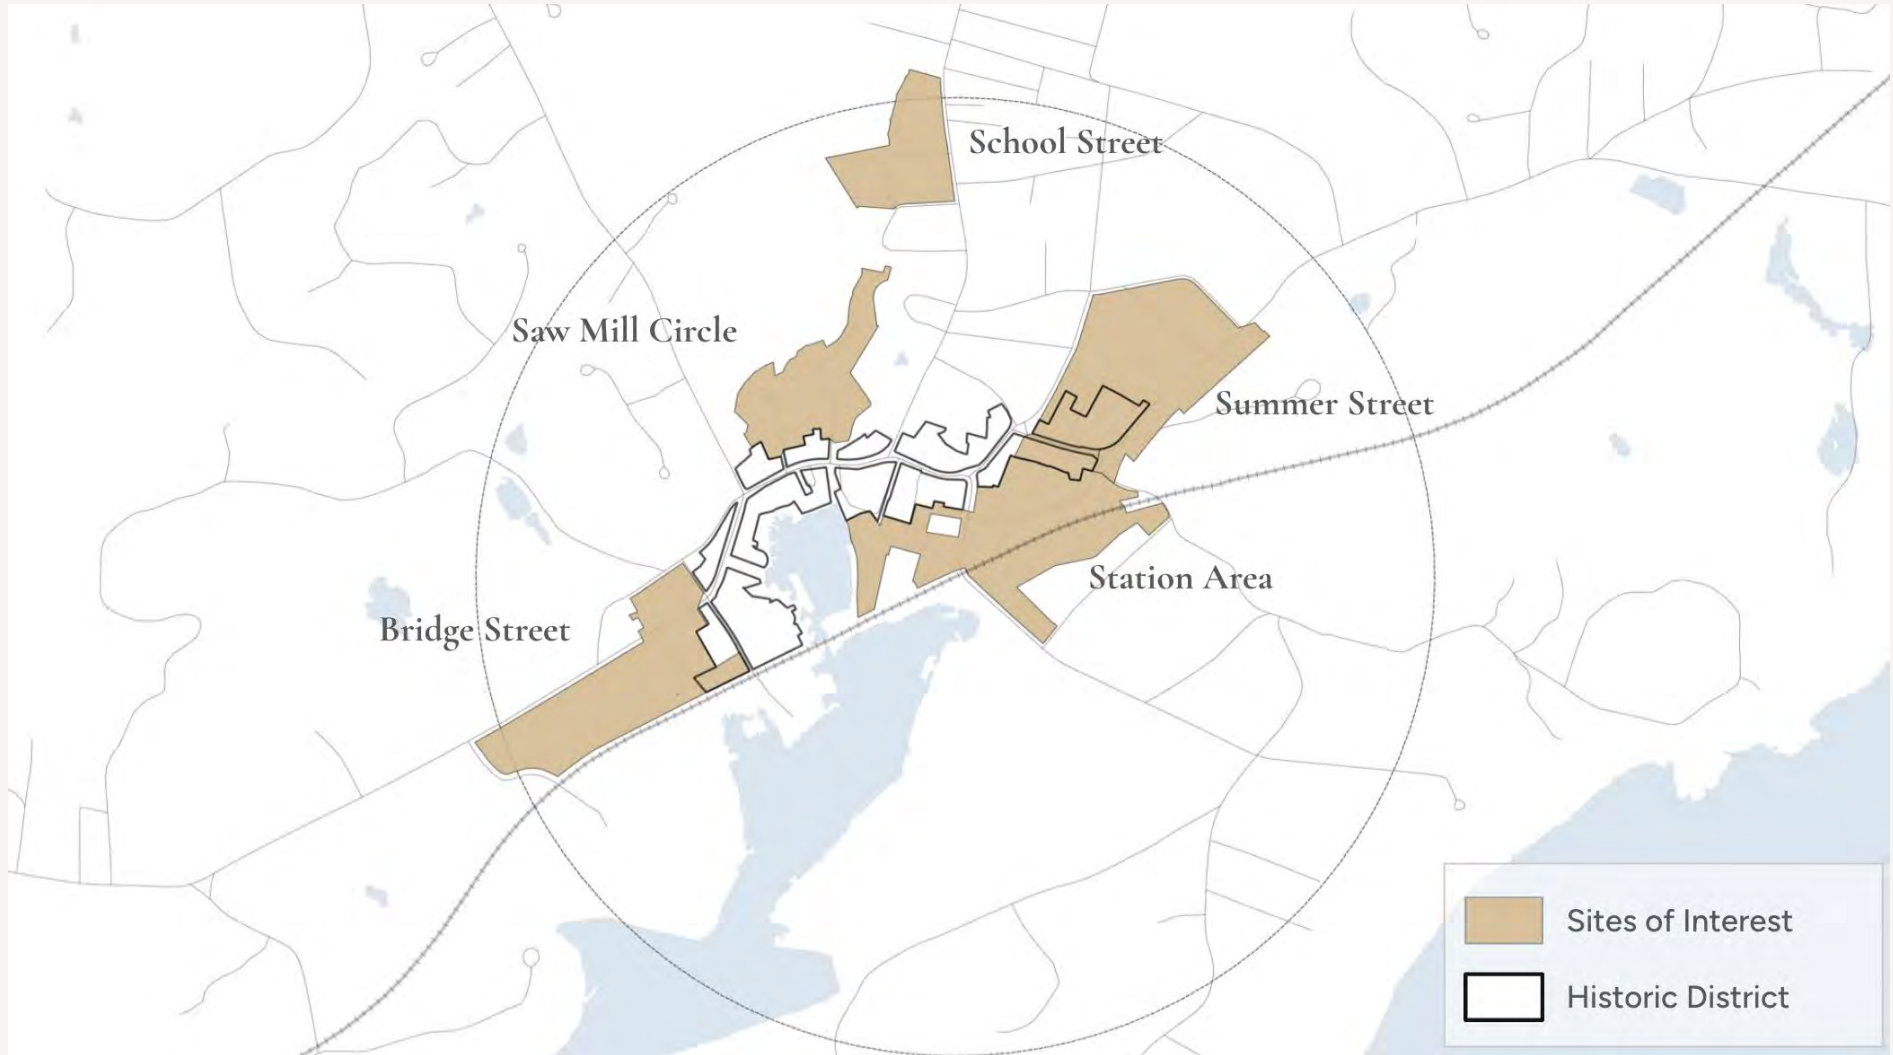 School Street
Saw Mill Circle
Summer Street
Station Area
Bridge Street
Sites of Interest
Historic District